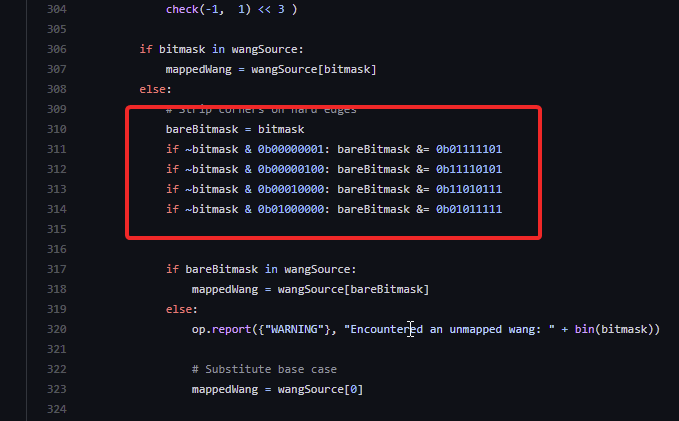 304 check(-1,  1) << 3 )
305
306 if bitmask in wangSource:
307 mappedWang = wangSource[bitmask]
308 else:
309 # Strip corners on hard edges
310 bareBitmask = bitmask
311 if ~bitmask & 0b00000001: bareBitmask &= 0b01111101
312 if ~bitmask & 0b00000100: bareBitmask &= 0b11110101
313 if ~bitmask & 0b00010000: bareBitmask &= 0b11010111
314 if ~bitmask & 0b01000000: bareBitmask &= 0b01011111
315
316
317 if bareBitmask in wangSource:
318 mappedWang = wangSource[bareBitmask]
319 else:
320 op.report({"WARNING"}, "Encountered an unmapped wang: " + bin(bitmask))
321
322 # Substitute base case
323 mappedWang = wangSource[0]
324